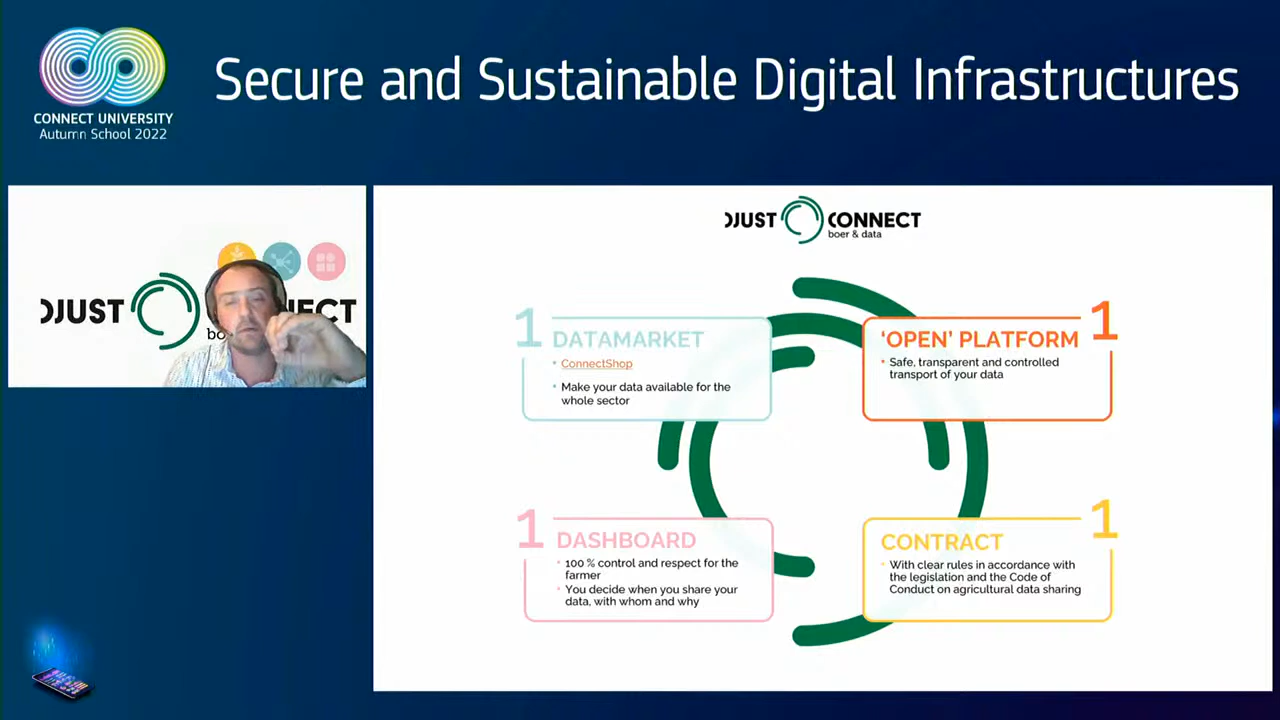 CONNECT UNIVERSITY
Autumn School 2022
Secure and Sustainable Digital Infrastructures
DJUST CONNECT
bo
DJUST CONNECT
boer & data
1 DATAMARKET
• ConnectShop
• Make your data available for the
whole sector
'OPEN' PLATFORM 1
• Safe, transparent and controlled
transport of your data
1 DASHBOARD
• 100 % control and respect for the
farmer
• You decide when you share your
data, with whom and why
CONTRACT 1
• With clear rules in accordance with
the legislation and the Code of
Conduct on agricultural data sharing